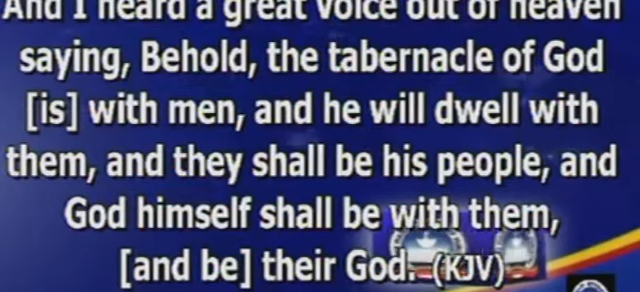 And I heard a great voice out of heaven
saying, Behold, the tabernacle of God
[is] with men, and he will dwell with
them, and they shall be his people, and
God himself shall be with them,
[and be] their God. (KJV)